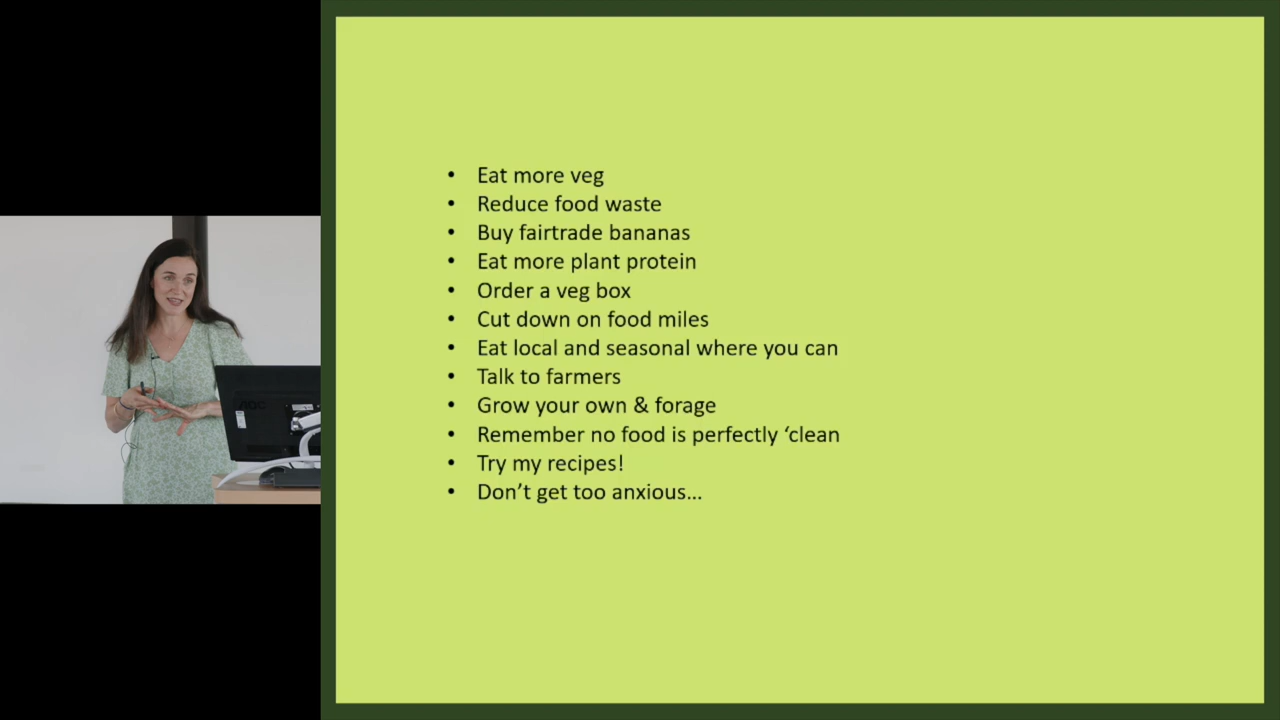 • Eat more veg
• Reduce food waste
• Buy fairtrade bananas
• Eat more plant protein
• Order a veg box
• Cut down on food miles
• Eat local and seasonal where you can
• Talk to farmers
• Grow your own & forage
• Remember no food is perfectly ‘clean
• Try my recipes!
• Don’t get too anxious…
AOC